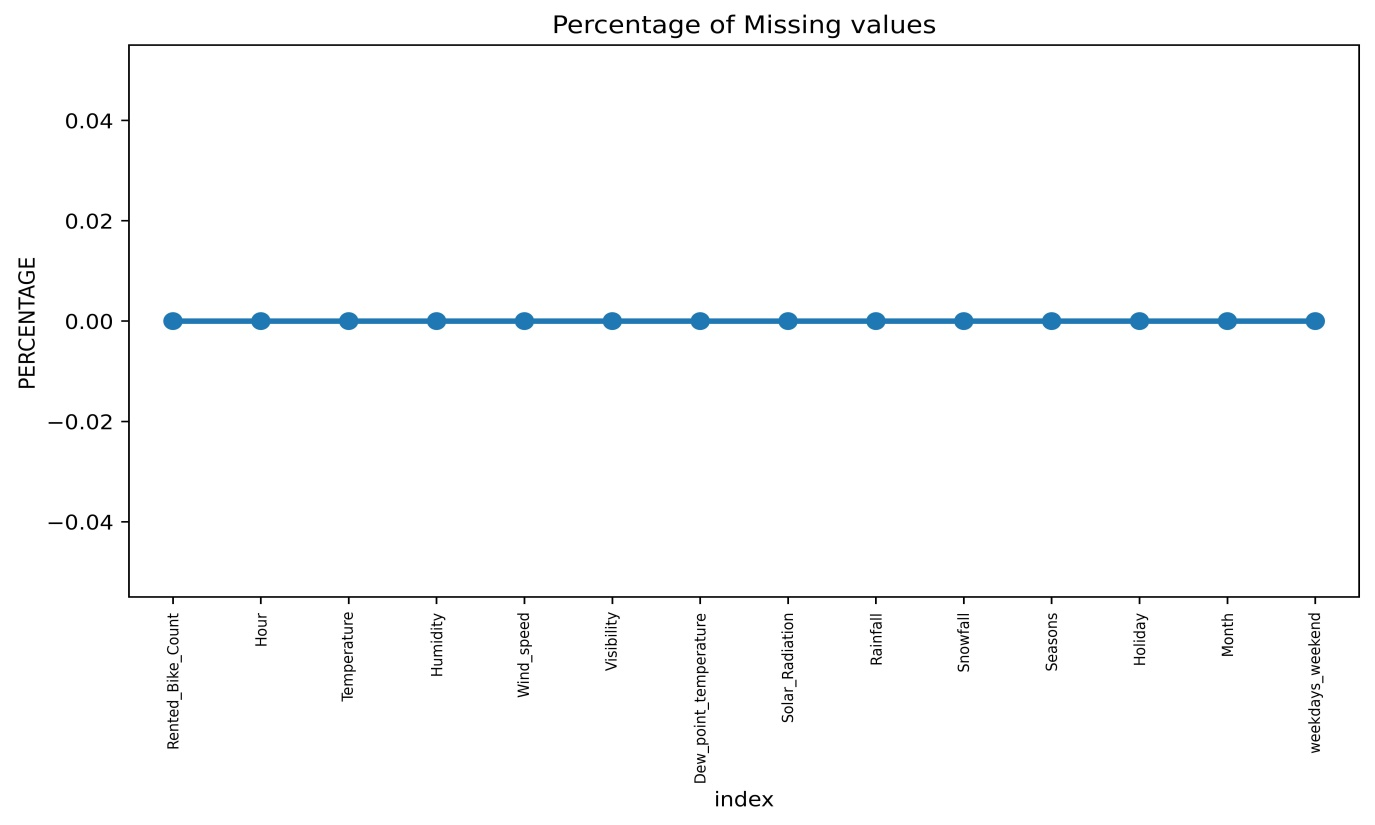 Percentage of Missing values
PERCENTAGE
0.04
0.02
0.00
−0.02
−0.04
Rented_Bike_Count
Hour
Temperature
Humidity
Wind_speed
Visibility
Dew_point_temperature
Solar_Radiation
Rainfall
Snowfall
Seasons
Holiday
Month
weekdays_weekend
index